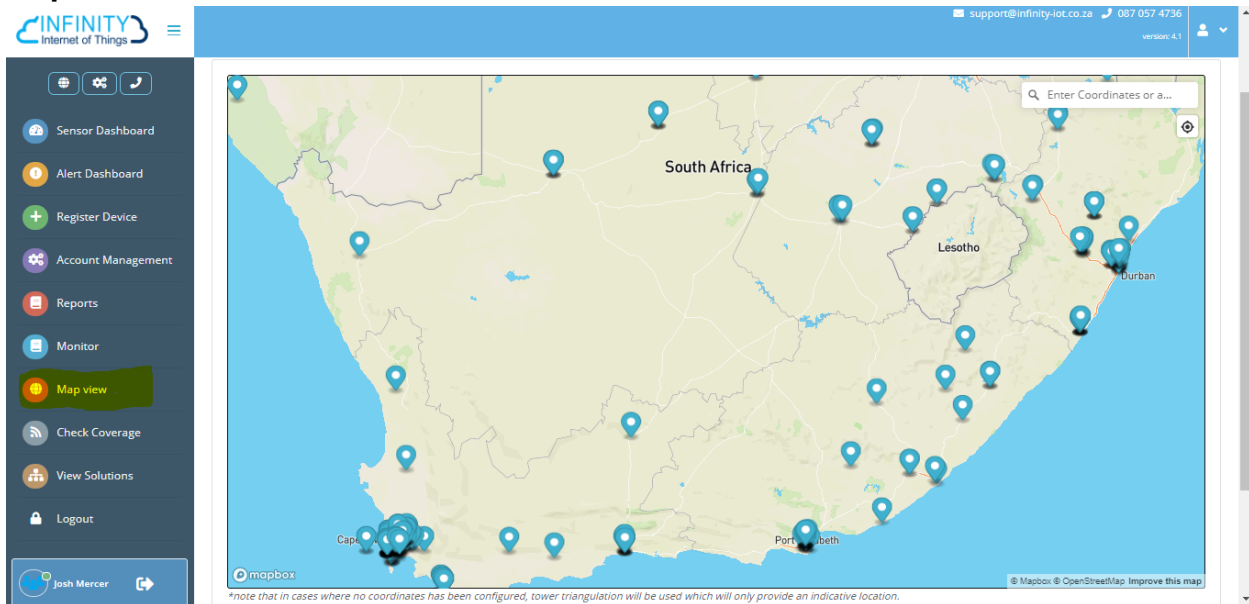 INFINITY
Internet of Things
support@infinity-iot.co.za 087 057 4736
version: 4.1
Sensor Dashboard
Alert Dashboard
Register Device
Account Management
Reports
Monitor
Map view
Check Coverage
View Solutions
Logout
Josh Mercer
Enter Coordinates or a...
South Africa
Lesotho
Durban
Cape
Port beth
mapbox
© Mapbox © OpenStreetMap Improve this map
*note that in cases where no coordinates has been configured, tower triangulation will be used which will only provide an indicative location.